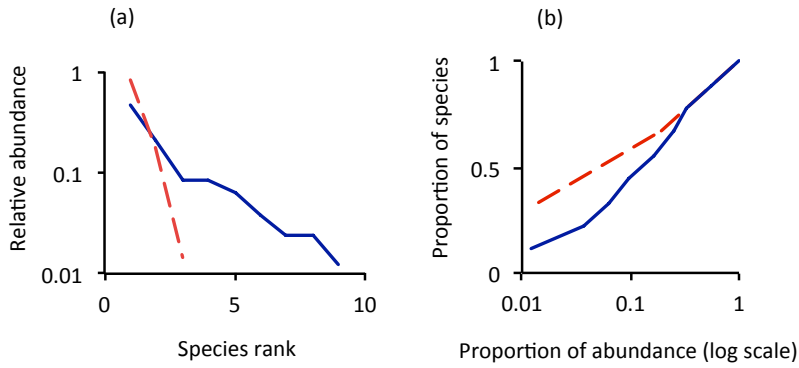 (a)
Relative abundance
1
0.1
0.01
0
5
10
Species rank
(b)
Proportion of species
1
0.5
0
0.01
0.1
1
Proportion of abundance (log scale)